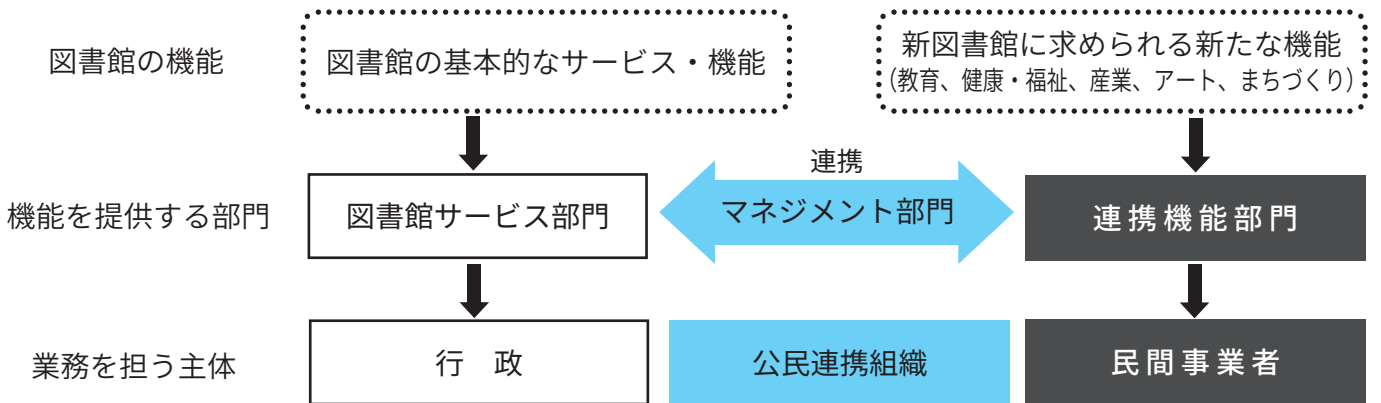 図書館の機能
図書館の基本的なサービス・機能
新図書館に求められる新たな機能
(教育、健康・福祉、産業、アート、まちづくり)
機能を提供する部門
図書館サービス部門
連携
マネジメント部門
連携機能部門
業務を担う主体
行　政
公民連携組織
民間事業者